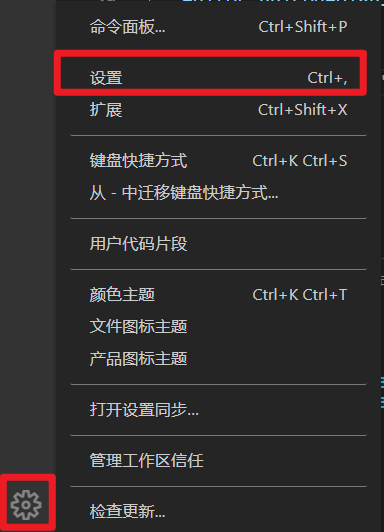 命令面板... Ctrl+Shift+P
设置 Ctrl+,
扩展 Ctrl+Shift+X
键盘快捷方式 Ctrl+K Ctrl+S
从 - 中迁移键盘快捷方式...
用户代码片段
颜色主题 Ctrl+K Ctrl+T
文件图标主题
产品图标主题
打开设置同步...
管理工作区信任
检查更新...